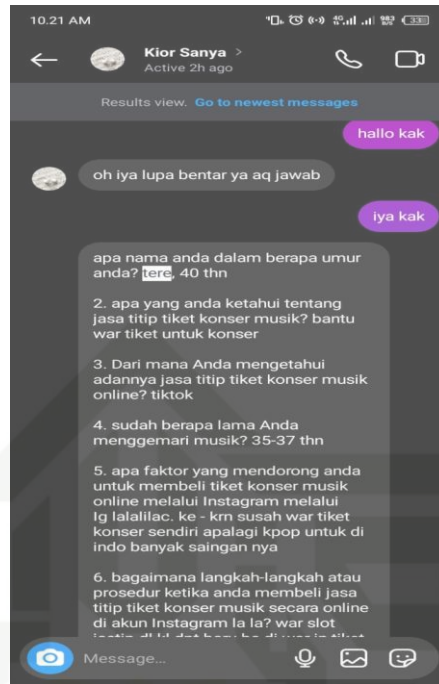 10.21 AM
Kior Sanya >
Active 2h ago
Results view. Go to newest messages
hallo kak
oh iya lupa bentar ya aq jawab
iya kak
apa nama anda dalam berapa umur
anda? tere, 40 thn
2. apa yang anda ketahui tentang
jasa titip tiket konser musik? bantu
war tiket untuk konser
3. Dari mana Anda mengetahui
adannya jasa titip tiket konser musik
online? tiktok
4. sudah berapa lama Anda
menggemari musik? 35-37 thn
5. apa faktor yang mendorong anda
untuk membeli tiket konser musik
online melalui Instagram melalui
Ig lalalilac. ke - krn susah war tiket
konser sendiri apalagi kpop untuk di
indo banyak saingan nya
6. bagaimana langkah-langkah atau
prosedur ketika anda membeli jasa
titip tiket konser musik secara online
di akun Instagram la la? war slot
Message...